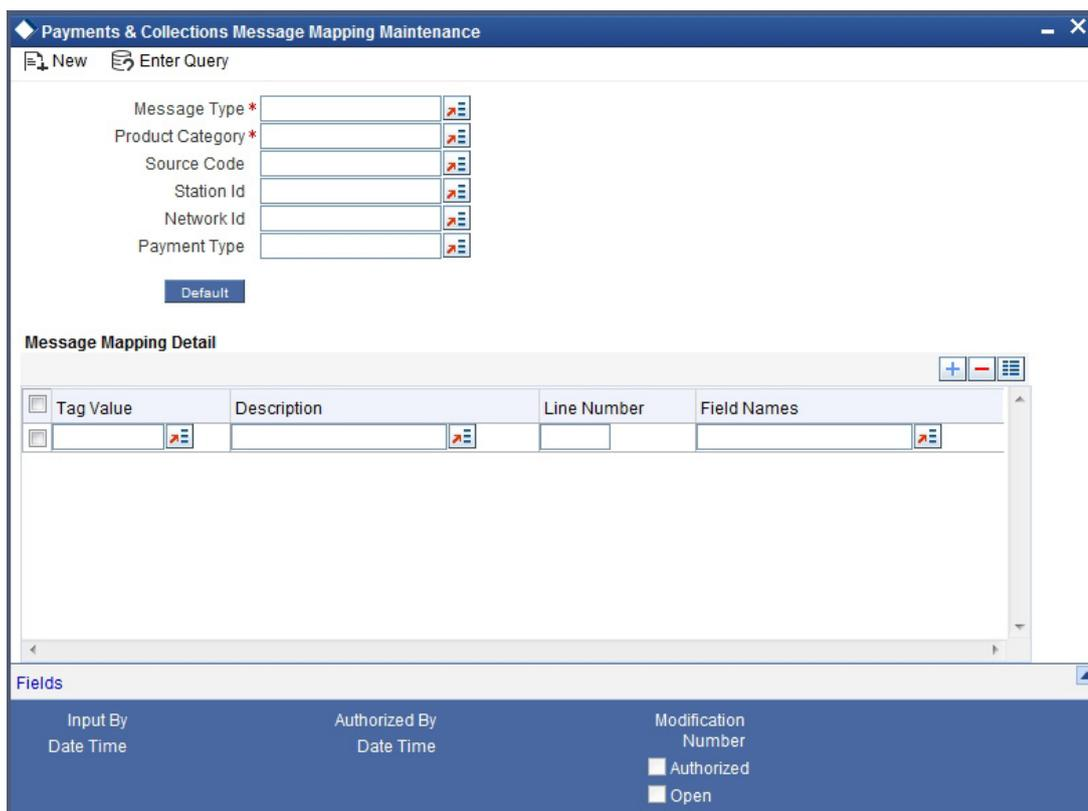 Payments & Collections Message Mapping Maintenance
New Enter Query
Message Type *
Product Category *
Source Code
Station Id
Network Id
Payment Type
Default
Message Mapping Detail
Tag Value Description Line Number Field Names
Fields
Input By Authorized By Modification
Date Time Date Time Number
Authorized
Open